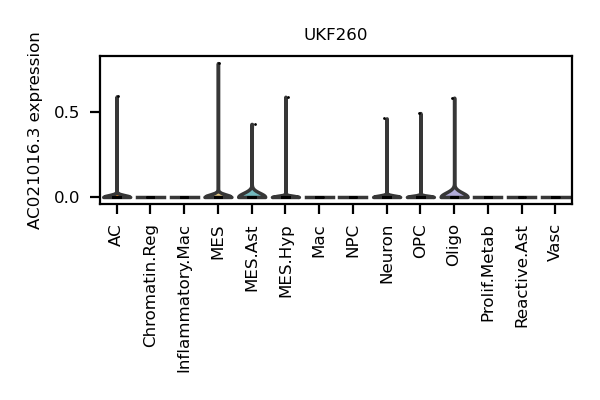 UKF260
AC021016.3 expression
0.5
0.0
AC
Chromatin.Reg
Inflammatory.Mac
MES
MES.Ast
MES.Hyp
Mac
NPC
Neuron
OPC
Oligo
Prolif.Metab
Reactive.Ast
Vasc